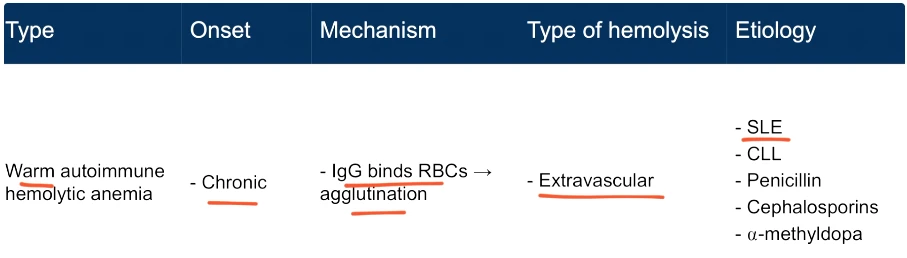 Type Onset Mechanism Type of hemolysis Etiology
Warm autoimmune
hemolytic anemia
- Chronic
- IgG binds RBCs →
agglutination
- Extravascular
- SLE
- CLL
- Penicillin
- Cephalosporins
- α-methyldopa